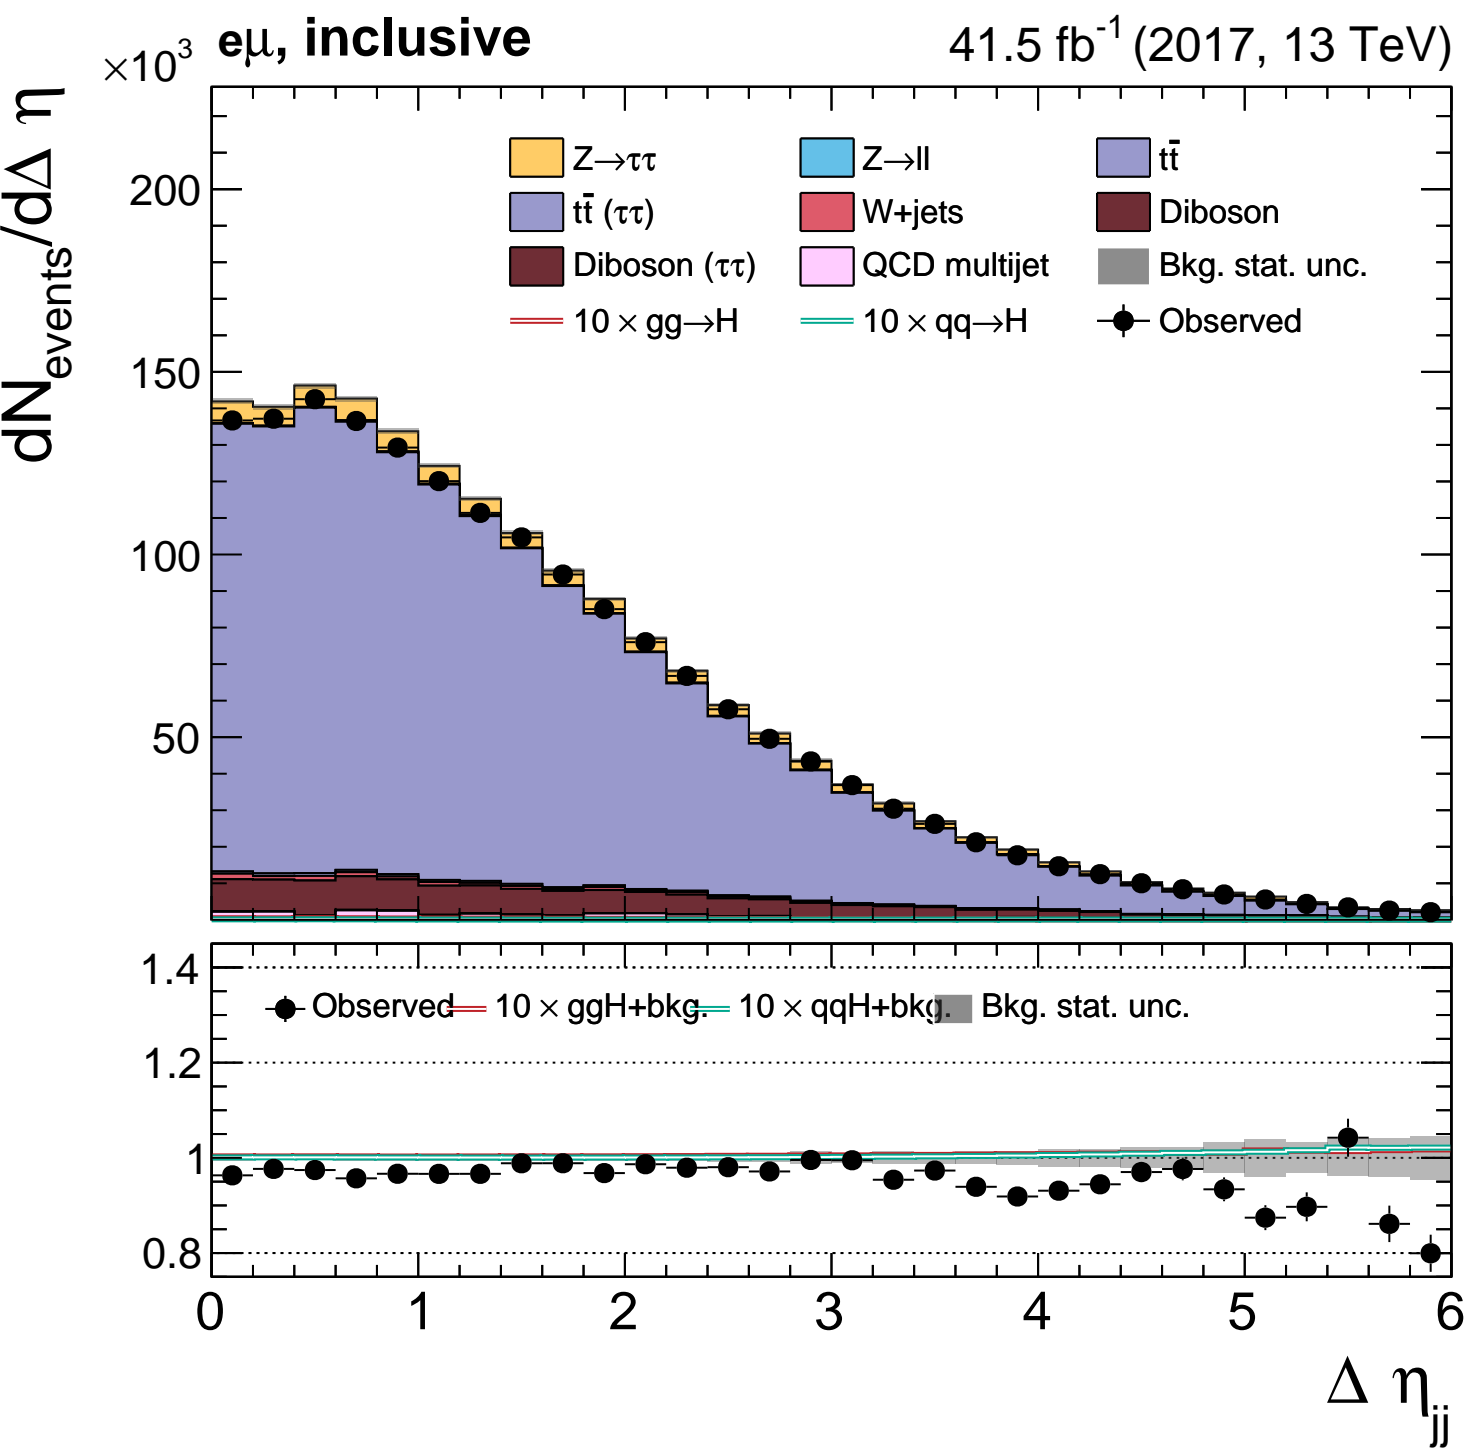 ×10³ eμ, inclusive 41.5 fb⁻¹ (2017, 13 TeV)
dN_events/dΔ η
200
150
100
50
Z→ττ Z→ll tt̄
tt̄ (ττ) W+jets Diboson
Diboson (ττ) QCD multijet Bkg. stat. unc.
10 × gg→H 10 × qq→H Observed
1.4
1.2
1
0.8
Observed 10 × ggH+bkg. 10 × qqH+bkg. Bkg. stat. unc.
0 1 2 3 4 5 6
Δ η_jj